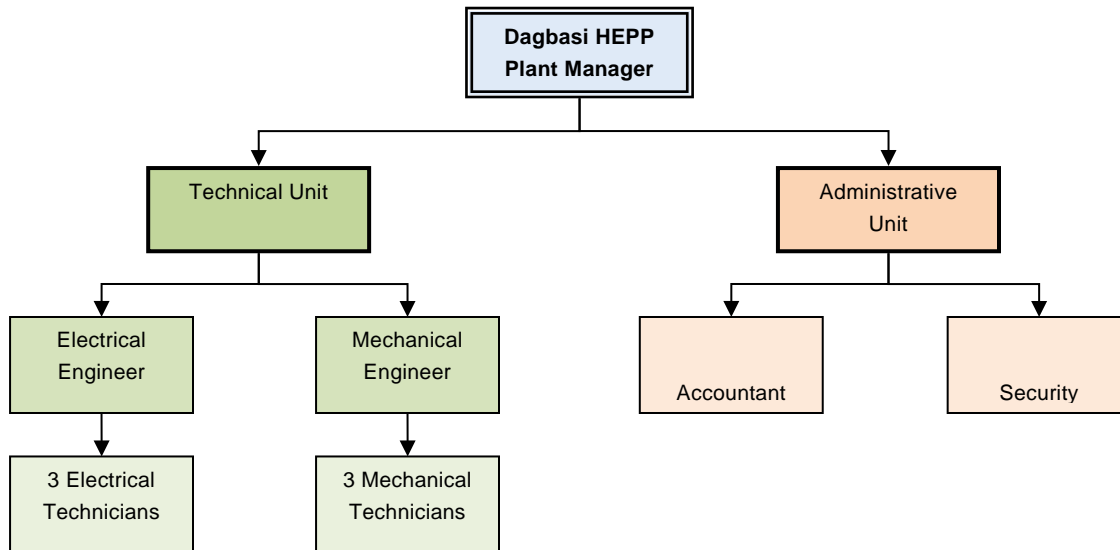 Dagbasi HEPP
Plant Manager
Technical Unit
Administrative
Unit
Electrical
Engineer
Mechanical
Engineer
Accountant
Security
3 Electrical
Technicians
3 Mechanical
Technicians